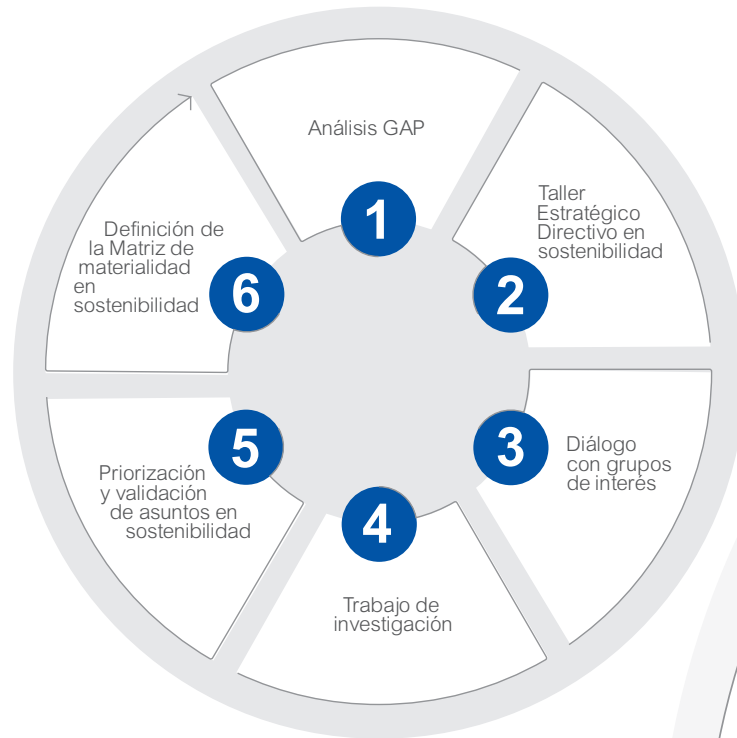 Análisis GAP
1
Taller
Estratégico
Directivo en
sostenibilidad
2
3
Diálogo
con grupos
de interés
4
Trabajo de
investigación
5
Priorización
y validación
de asuntos en
sostenibilidad
Definición de
la Matriz de
materialidad
en
sostenibilidad
6